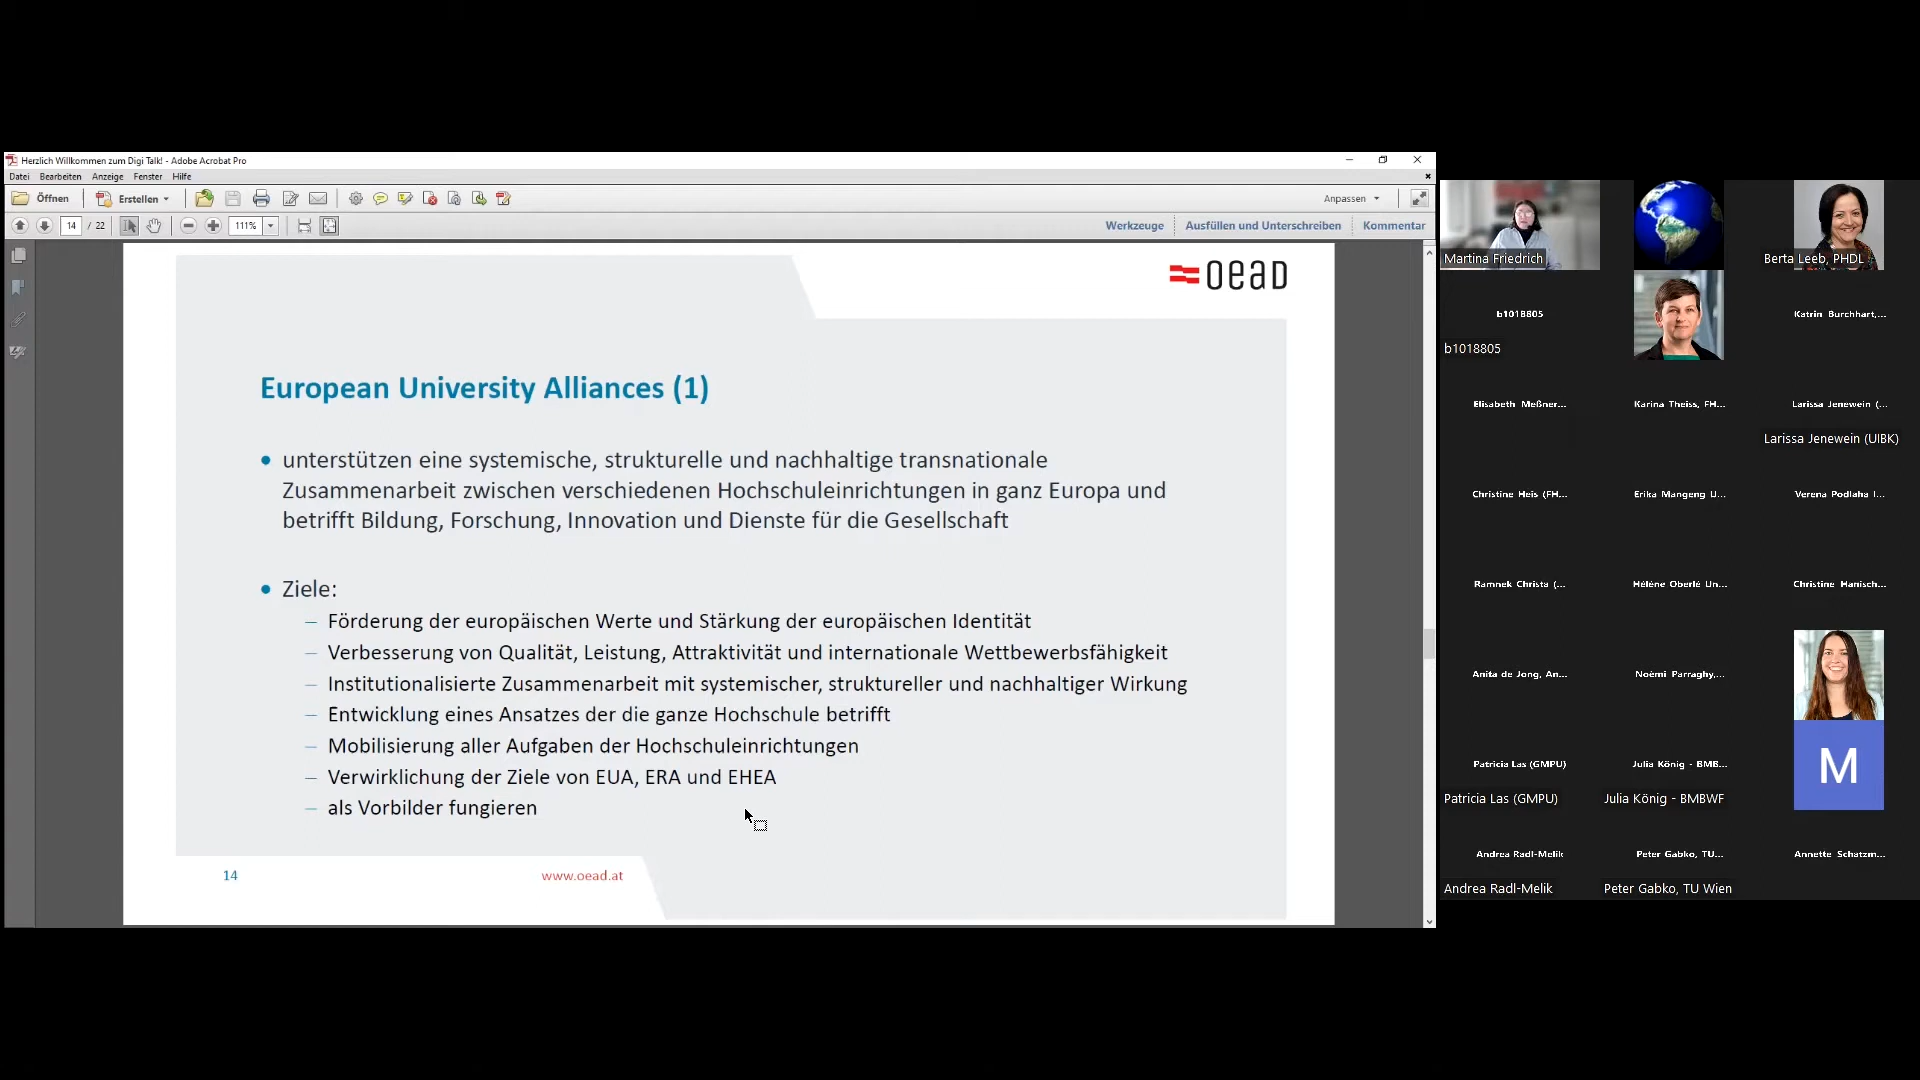 Herzlich Willkommen zum Digi Talk! - Adobe Acrobat Pro
Datei Bearbeiten Anzeige Fenster Hilfe
Öffnen Erstellen Anpassen
14 / 22 111% Werkzeuge Ausfüllen und Unterschreiben Kommentar
oead
European University Alliances (1)
• unterstützen eine systemische, strukturelle und nachhaltige transnationale
Zusammenarbeit zwischen verschiedenen Hochschuleinrichtungen in ganz Europa und
betrifft Bildung, Forschung, Innovation und Dienste für die Gesellschaft
• Ziele:
– Förderung der europäischen Werte und Stärkung der europäischen Identität
– Verbesserung von Qualität, Leistung, Attraktivität und internationale Wettbewerbsfähigkeit
– Institutionalisierte Zusammenarbeit mit systemischer, struktureller und nachhaltiger Wirkung
– Entwicklung eines Ansatzes der die ganze Hochschule betrifft
– Mobilisierung aller Aufgaben der Hochschuleinrichtungen
– Verwirklichung der Ziele von EUA, ERA und EHEA
– als Vorbilder fungieren
14 www.oead.at
Martina Friedrich
Berta Leeb, PHDL
b1018805
Katrin Burchhart,...
b1018805
Elisabeth Meßner...
Karina Theiss, FH...
Larissa Jenewein (...
Larissa Jenewein (UIBK)
Christine Heis (FH...
Erika Mangeng U...
Verena Podlaha I...
Ramnek Christa (...
Hélène Oberlé Un...
Christine Hanisch...
Anita de Jong, An...
Noémi Parraghy,...
Patricia Las (GMPU)
Julia König - BMB...
M
Patricia Las (GMPU)
Julia König - BMBWF
Andrea Radl-Melik
Peter Gabko, TU...
Annette Schatzm...
Andrea Radl-Melik
Peter Gabko, TU Wien